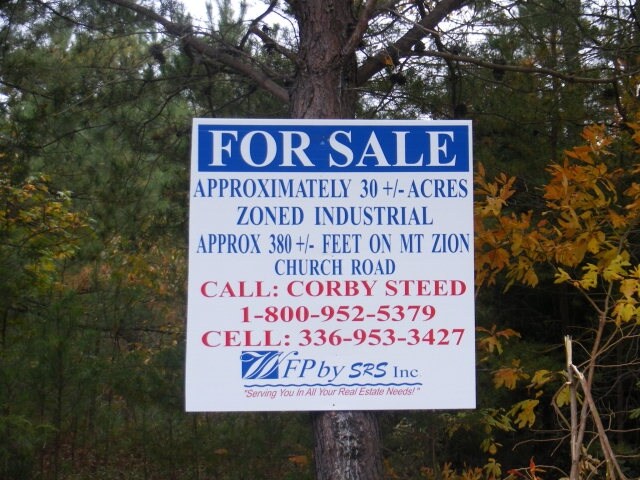 FOR SALE
APPROXIMATELY 30 +/- ACRES
ZONED INDUSTRIAL
APPROX 380 +/- FEET ON MT ZION
CHURCH ROAD
CALL: CORBY STEED
1-800-952-5379
CELL: 336-953-3427
WFP by SRS Inc
"Serving You In All Your Real Estate Needs!"